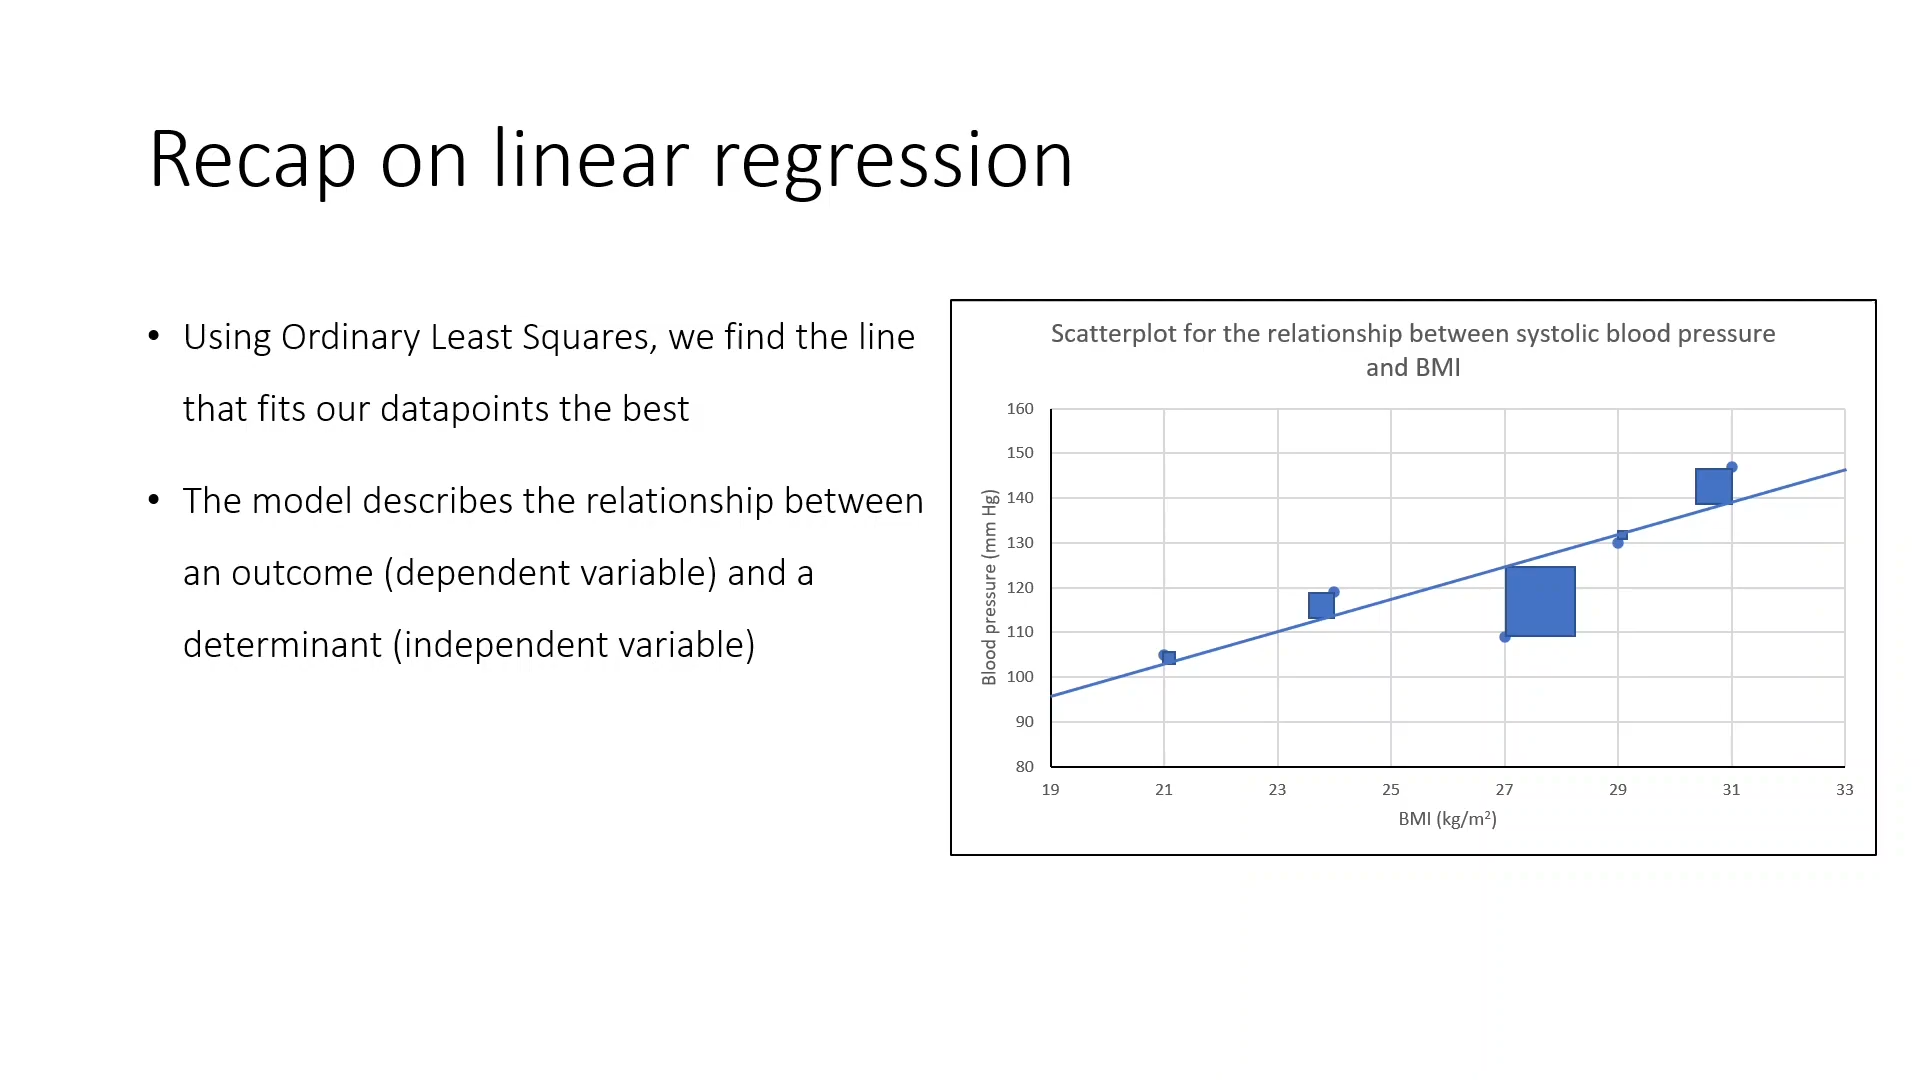 Recap on linear regression
• Using Ordinary Least Squares, we find the line
that fits our datapoints the best
• The model describes the relationship between
an outcome (dependent variable) and a
determinant (independent variable)
Scatterplot for the relationship between systolic blood pressure
and BMI
Blood pressure (mm Hg)
160
150
140
130
120
110
100
90
80
19 21 23 25 27 29 31 33
BMI (kg/m²)